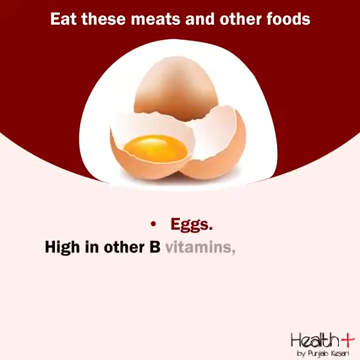 Eat these meats and other foods
• Eggs.
High in other B vitamins,
Health+
by Punjab Kesari